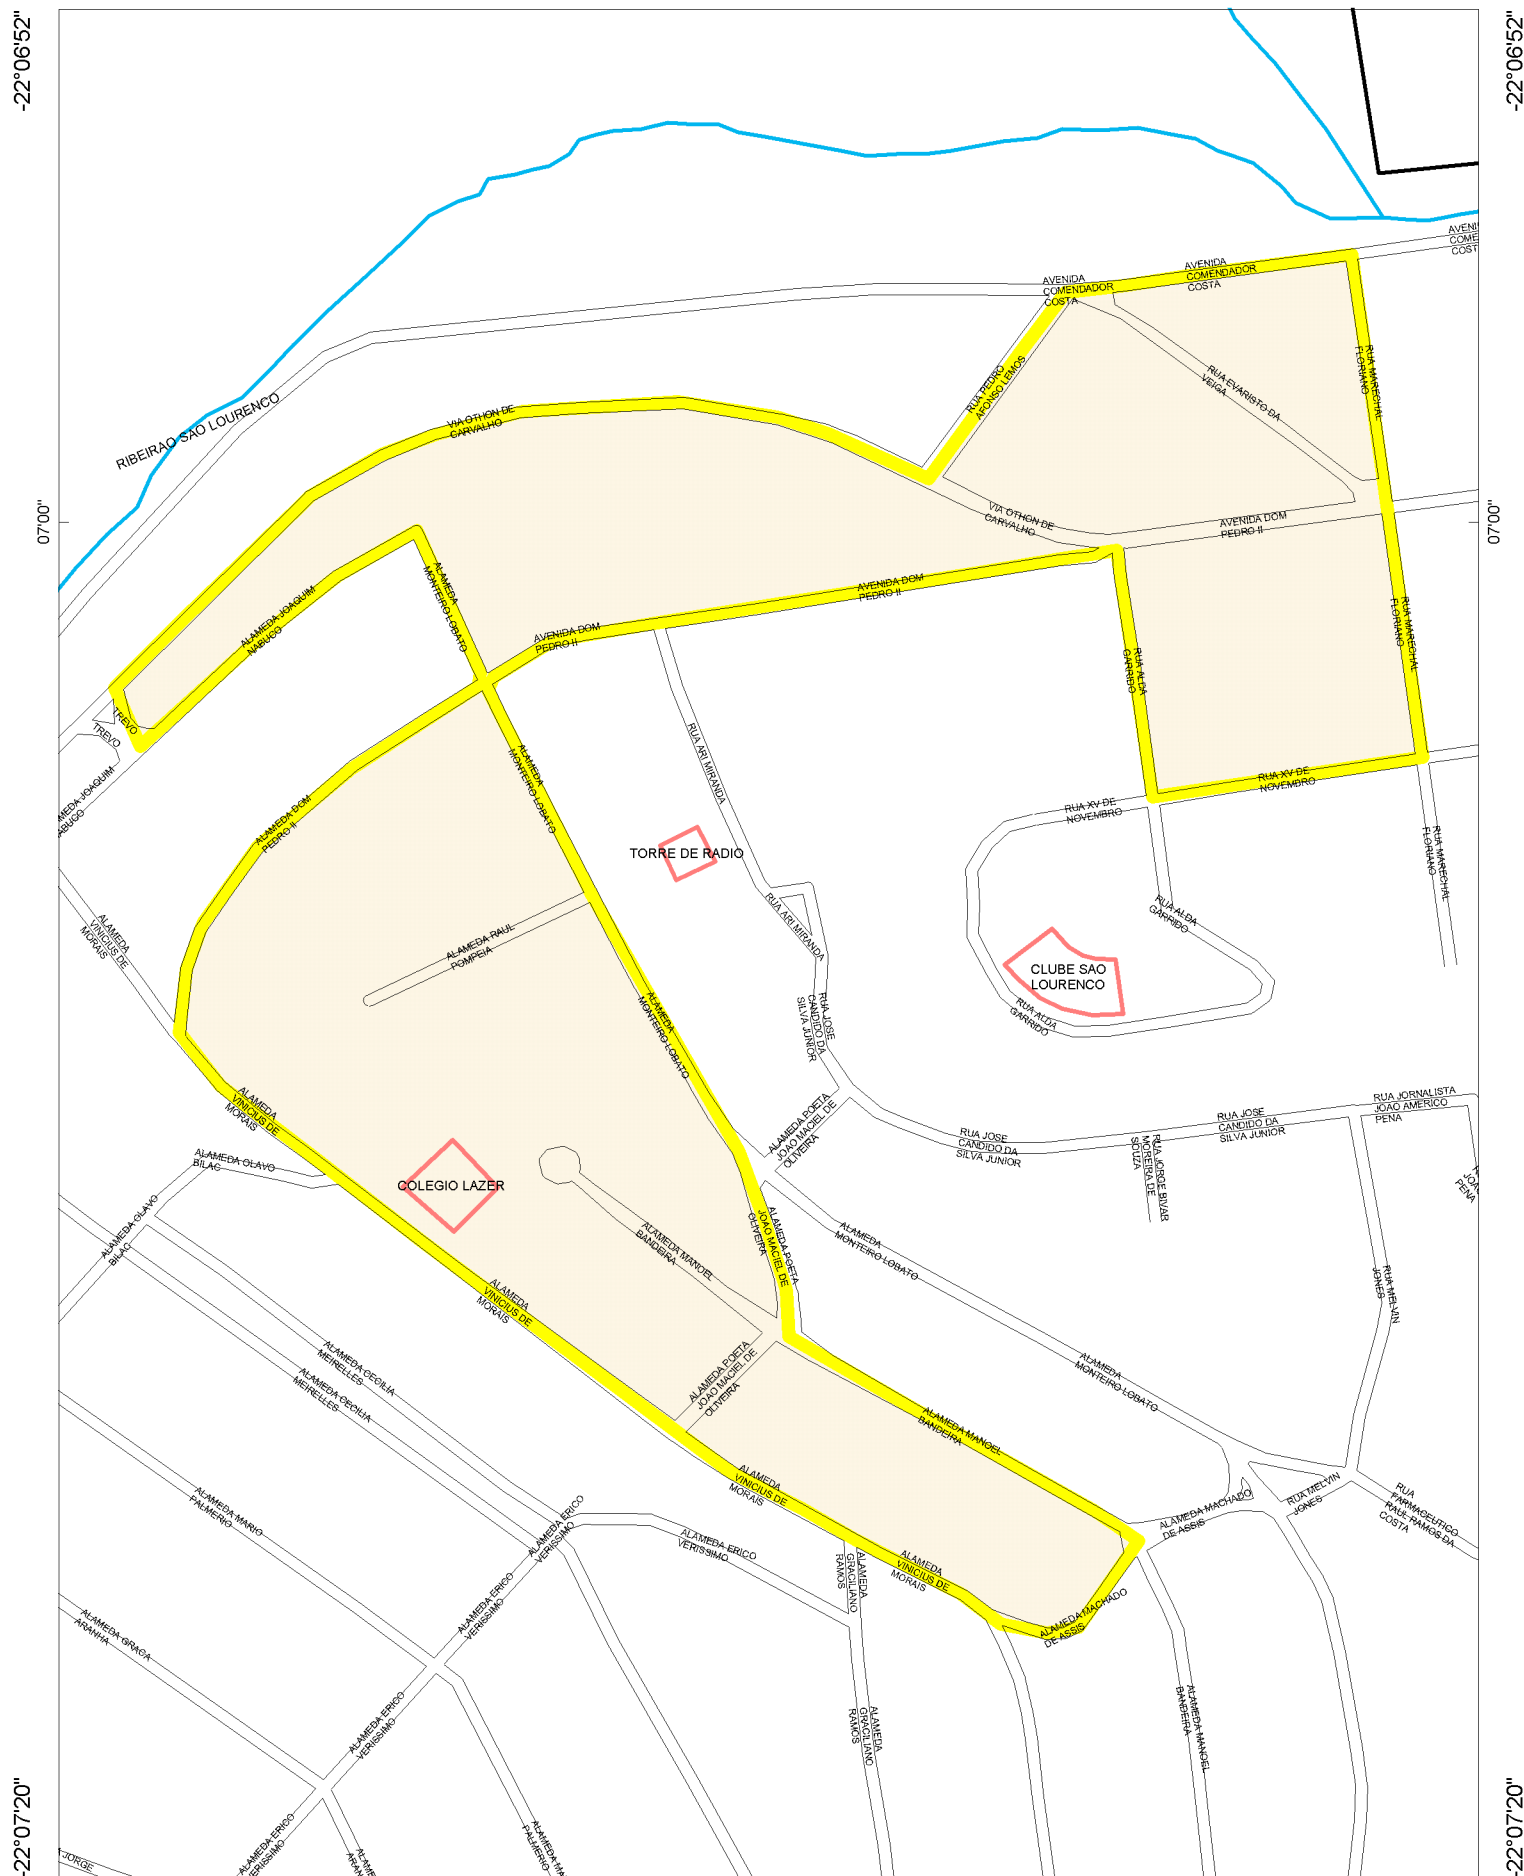 -22°06'52"
-22°06'52"
AVENIDA
COMENDADOR
COSTA
AVENIDA
COMENDADOR
COSTA
RUA MARECHAL
FLORIANO
RUA PEDRO
AFONSO LEMOS
RUA EVARISTO DA
VEIGA
RIBEIRAO SAO LOURENCO
VIA OTHON DE
CARVALHO
07'00"
07'00"
VIA OTHON DE
CARVALHO
AVENIDA DOM
PEDRO II
ALAMEDA
MONTEIRO LOBATO
AVENIDA DOM
PEDRO II
ALAMEDA JOAQUIM
NABUCO
AVENIDA DOM
PEDRO II
RUA MARECHAL
FLORIANO
RUA ALDA
GARRIDO
TREVO
TREVO
RUA ARI MIRANDA
ALAMEDA
MONTEIRO LOBATO
RUA XV DE
NOVEMBRO
RUA XV DE
NOVEMBRO
ALAMEDA DOM
PEDRO II
TORRE DE RADIO
RUA MARECHAL
FLORIANO
RUA ARI MIRANDA
RUA ALDA
GARRIDO
ALAMEDA
VINICIUS DE
MORAIS
ALAMEDA RAUL
POMPEIA
CLUBE SAO
LOURENCO
RUA ALDA
GARRIDO
ALAMEDA
MONTEIRO LOBATO
RUA JOSE
CANDIDO DA
SILVA JUNIOR
ALAMEDA
VINICIUS DE
MORAIS
ALAMEDA POETA
JOAO MACIEL DE
OLIVEIRA
RUA JOSE
CANDIDO DA
SILVA JUNIOR
RUA JOSE
CANDIDO DA
SILVA JUNIOR
RUA JORNALISTA
JOAO AMERICO
PENA
RUA JORGE BIVAR
MOREIRA DE
SOUZA
PENA
ALAMEDA OLAVO
BILAC
COLEGIO LAZER
ALAMEDA OLAVO
BILAC
ALAMEDA POETA
JOAO MACIEL DE
OLIVEIRA
ALAMEDA MANOEL
BANDEIRA
ALAMEDA
MONTEIRO LOBATO
RUA MELVIN
JONES
ALAMEDA
VINICIUS DE
MORAIS
ALAMEDA CECILIA
MEIRELLES
ALAMEDA CECILIA
MEIRELLES
ALAMEDA POETA
JOAO MACIEL DE
OLIVEIRA
ALAMEDA
MONTEIRO LOBATO
ALAMEDA MANOEL
BANDEIRA
ALAMEDA
VINICIUS DE
MORAIS
ALAMEDA MARIO
PALMERIO
ALAMEDA ERICO
VERISSIMO
ALAMEDA ERICO
VERISSIMO
ALAMEDA MACHADO
DE ASSIS
RUA MELVIN
JONES
RUA
FARMACEUTICO
RAUL RAMOS DA
COSTA
ALAMEDA
GRACILIANO
RAMOS
ALAMEDA
VINICIUS DE
MORAIS
ALAMEDA MACHADO
DE ASSIS
ALAMEDA ERICO
VERISSIMO
ALAMEDA GRACA
ARANHA
ALAMEDA ERICO
VERISSIMO
ALAMEDA
GRACILIANO
RAMOS
ALAMEDA MANOEL
BANDEIRA
-22°07'20"
-22°07'20"
ALAMEDA ERICO
JORGE